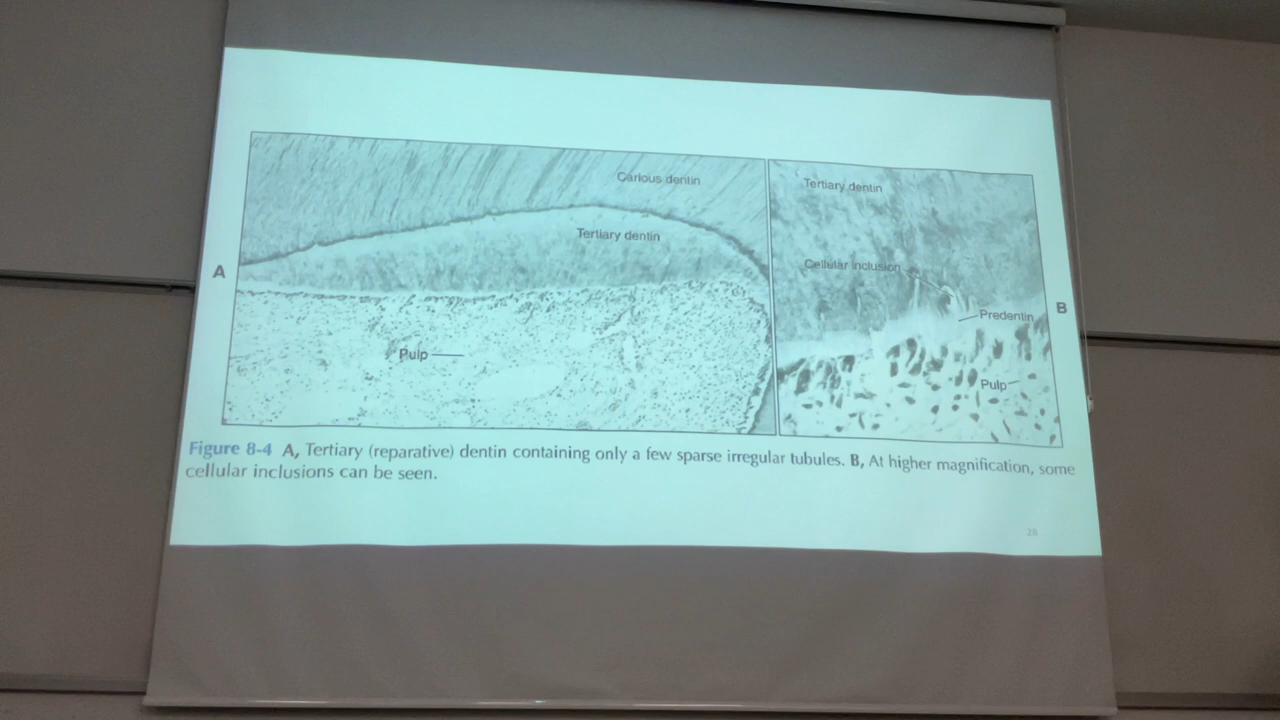 Carious dentin
Tertiary dentin
Pulp
A
Tertiary dentin
Cellular inclusion
Predentin
Pulp
B
Figure 8-4 A, Tertiary (reparative) dentin containing only a few sparse irregular tubules. B, At higher magnification, some
cellular inclusions can be seen.
28